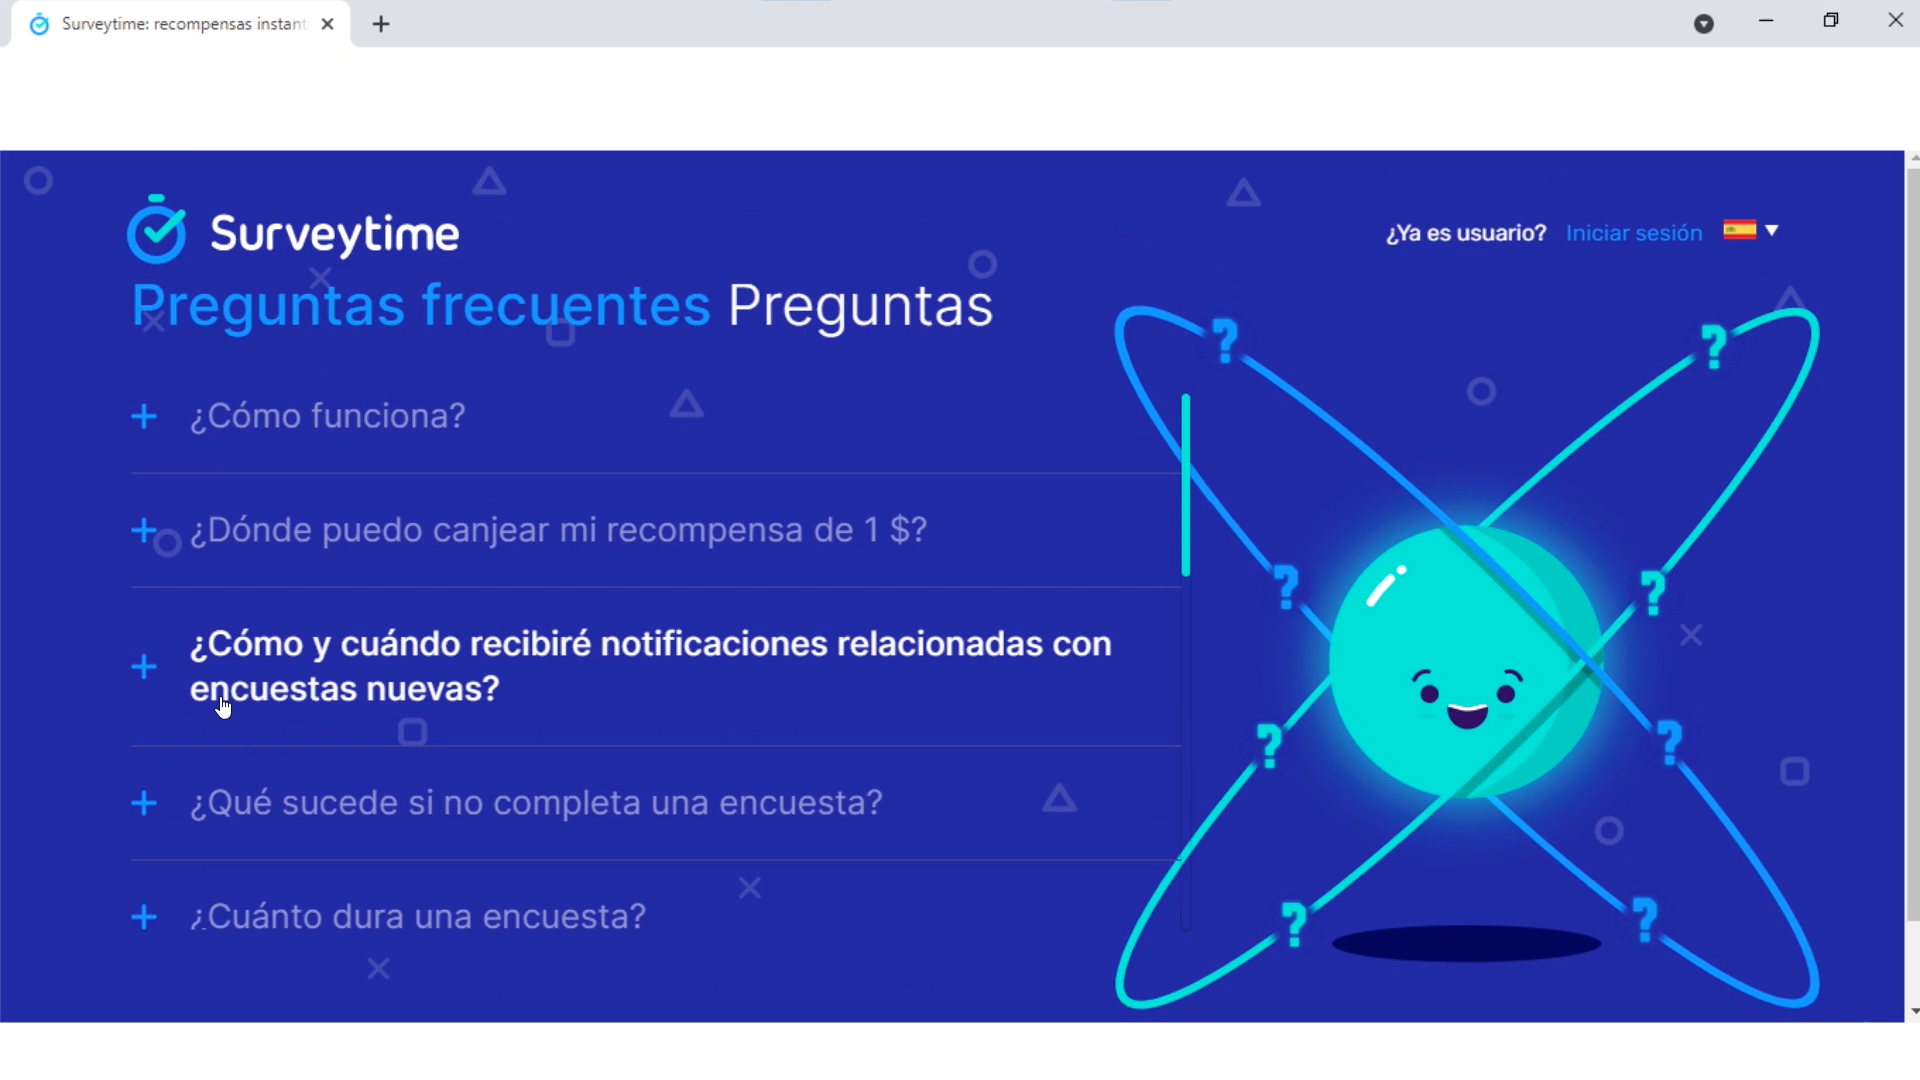 Surveytime: recompensas instant
Surveytime
¿Ya es usuario? Iniciar sesión
Preguntas frecuentes Preguntas
+ ¿Cómo funciona?
+ ¿Dónde puedo canjear mi recompensa de 1 $?
+ ¿Cómo y cuándo recibiré notificaciones relacionadas con
encuestas nuevas?
+ ¿Qué sucede si no completa una encuesta?
+ ¿Cuánto dura una encuesta?
? ? ? ? ? ? ? ?